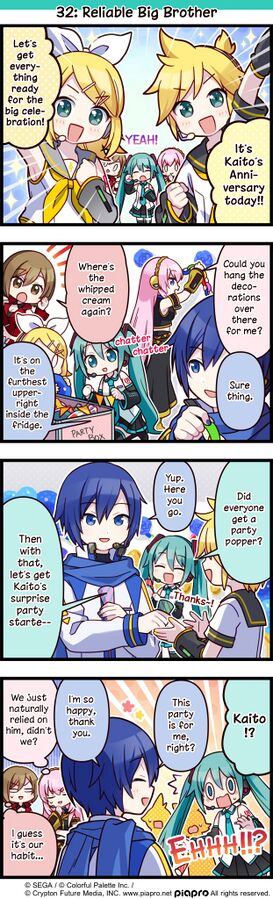 32: Reliable Big Brother
Let's
get
every-
thing
ready
for the
big cele-
bration!
YEAH!
It's
Kaito's
Anni-
versary
today!!
Where's
the
whipped
cream
again?
Could you
hang the
deco-
rations
over
there
for me?
chatter
chatter
Sure
thing.
It's on
the
furthest
upper-
right
inside the
fridge.
PARTY
BOX
Yup.
Here
you
go.
Did
everyone
get a
party
popper?
Then
with
that,
let's get
Kaito's
surprise
party
starte--
Thanks~!
We just
naturally
relied on
him, didn't
we?
I'm so
happy,
thank
you.
This
party is
for me,
right?
Kaito
!?
EHHH!!?
I guess
it's our
habit...
© SEGA / © Colorful Palette Inc. /
© Crypton Future Media, INC. www.piapro.net piapro All rights reserved.